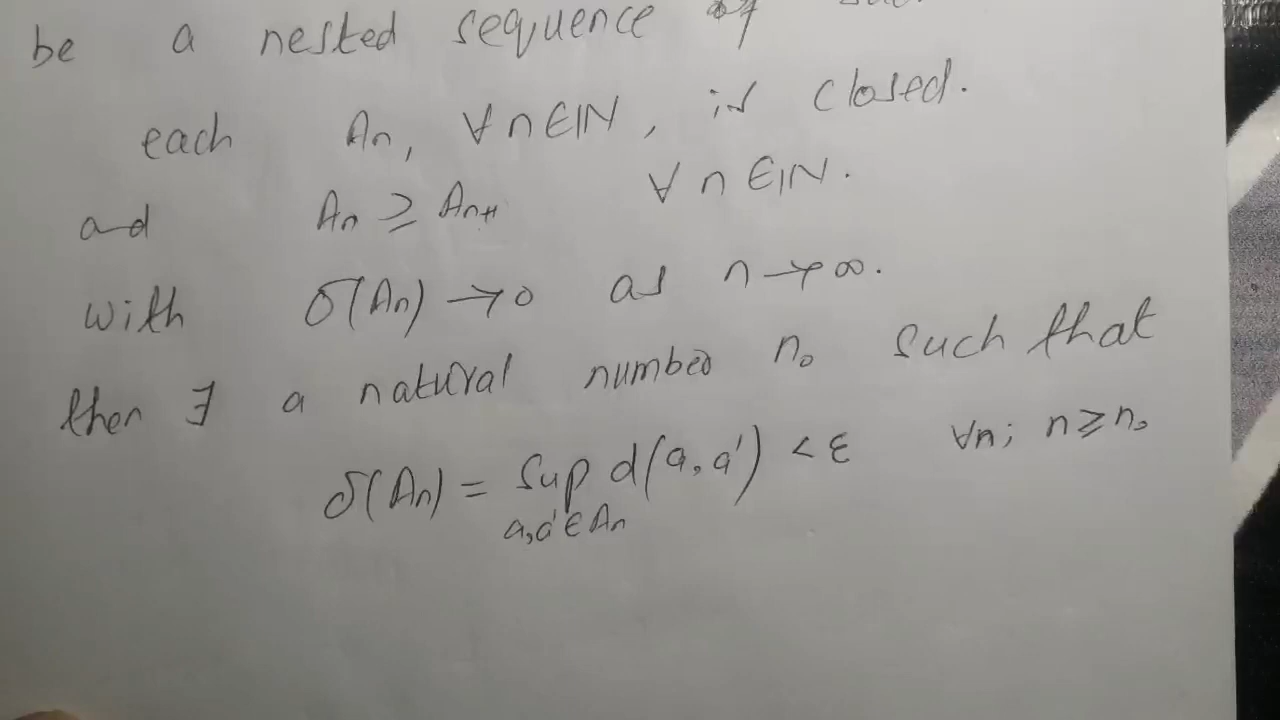 be a nested sequence of
each Aₙ, ∀ n ∈ ℕ, is closed.
and Aₙ ≥ Aₙ₊₁ ∀ n ∈ ℕ.
with δ(Aₙ) → 0 as n → ∞.
then ∃ a natural number n₀ such that
δ(Aₙ) = sup d(a, a') < ε ∀n; n ≥ n₀
a,a' ∈ Aₙ